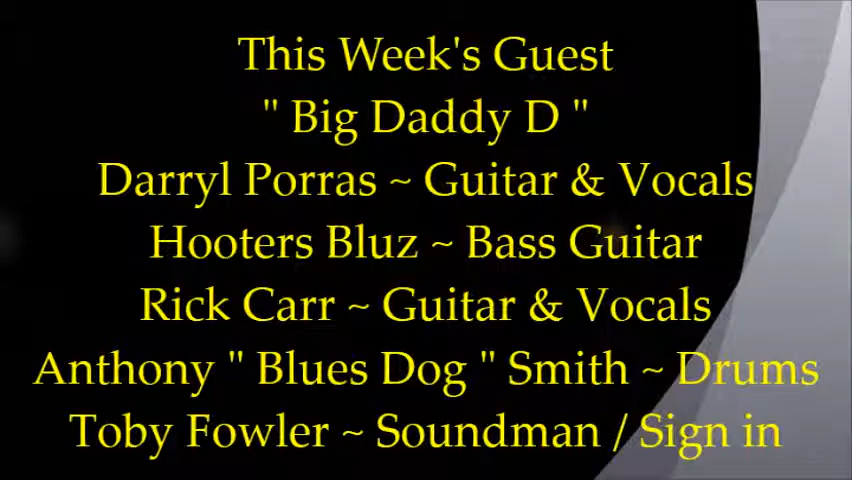 This Week's Guest
" Big Daddy D "
Darryl Porras ~ Guitar & Vocals
Hooters Bluz ~ Bass Guitar
Rick Carr ~ Guitar & Vocals
Anthony " Blues Dog " Smith ~ Drums
Toby Fowler ~ Soundman / Sign in